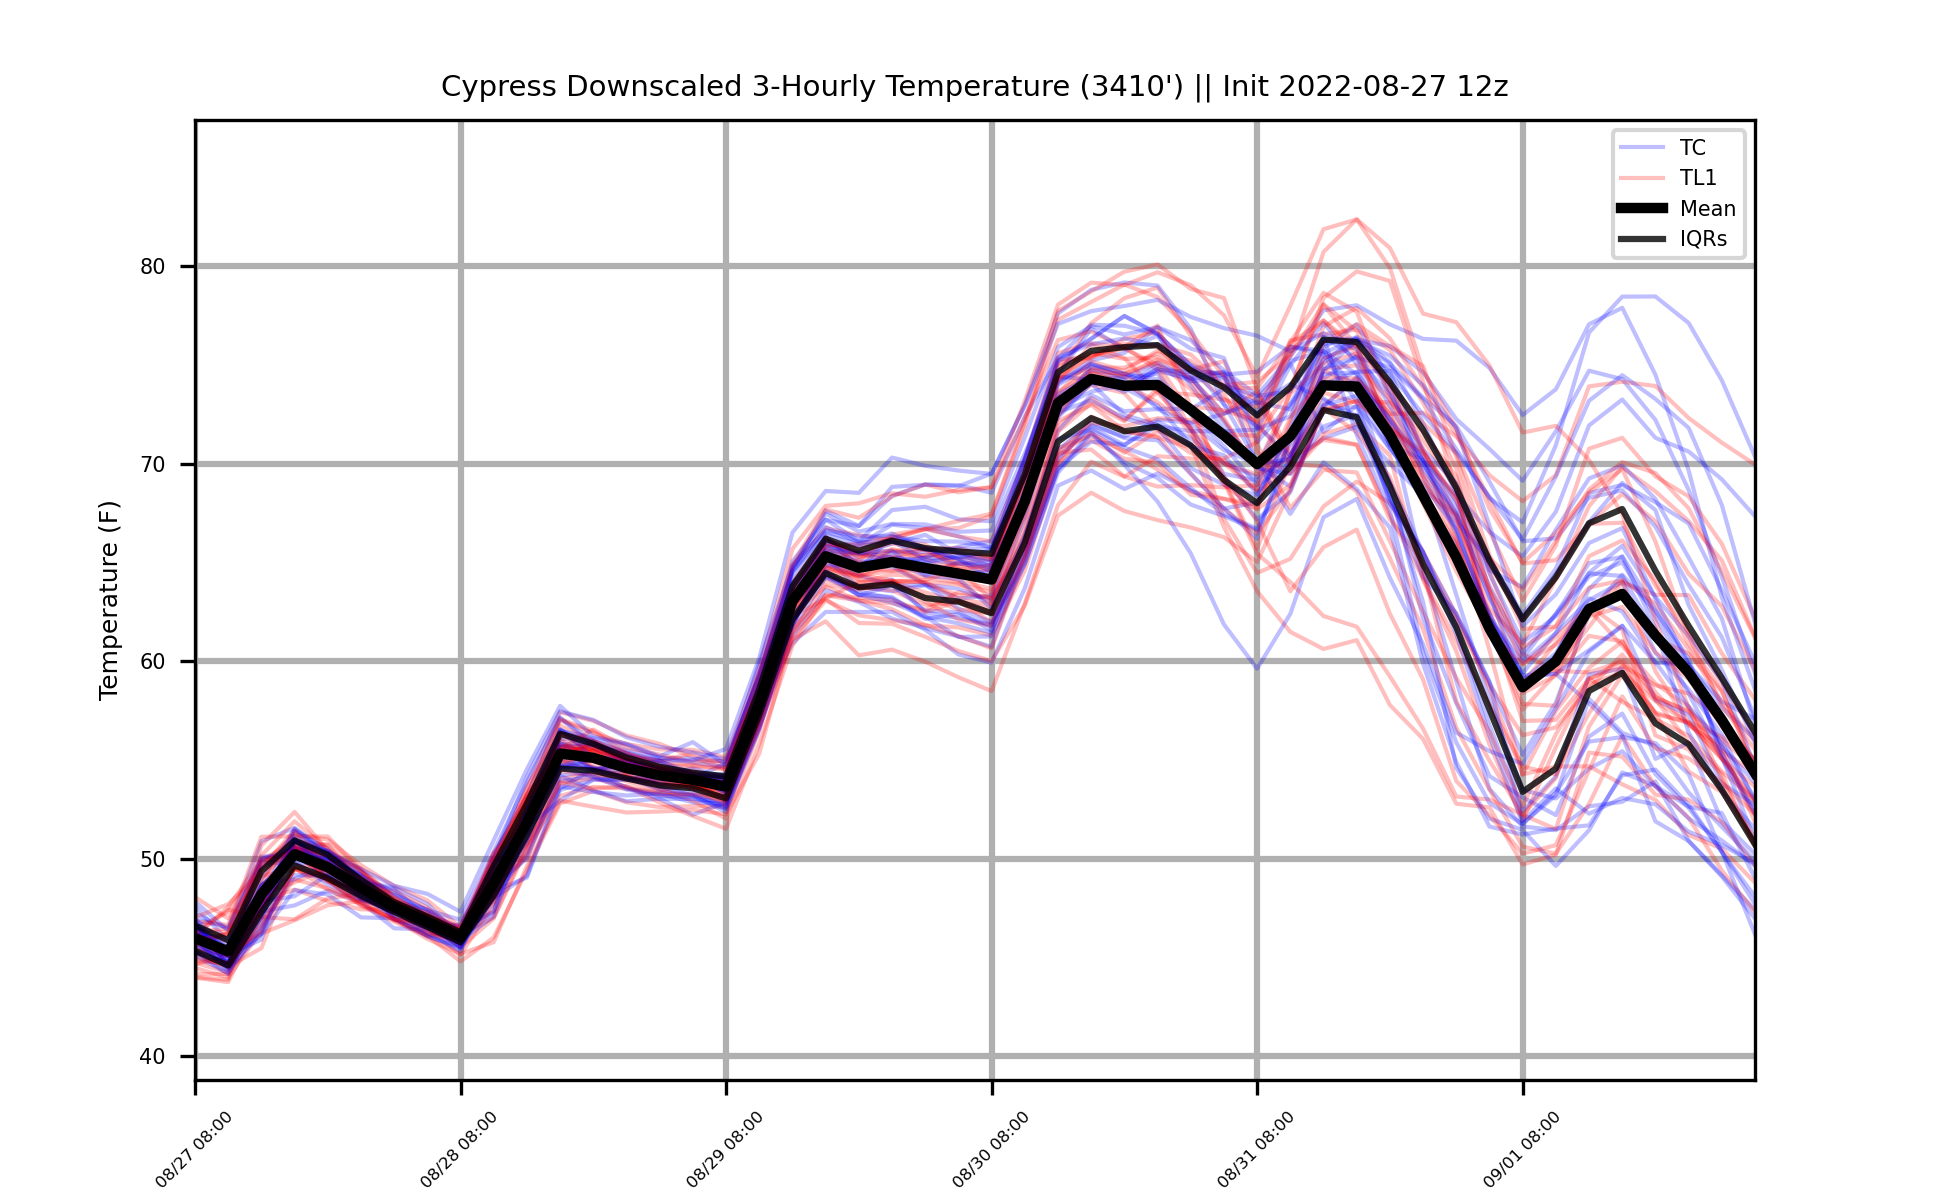 Cypress Downscaled 3-Hourly Temperature (3410') || Init 2022-08-27 12z
TC
TL1
Mean
IQRs
Temperature (F)
80
70
60
50
40
08/27 08:00
08/28 08:00
08/29 08:00
08/30 08:00
08/31 08:00
09/01 08:00